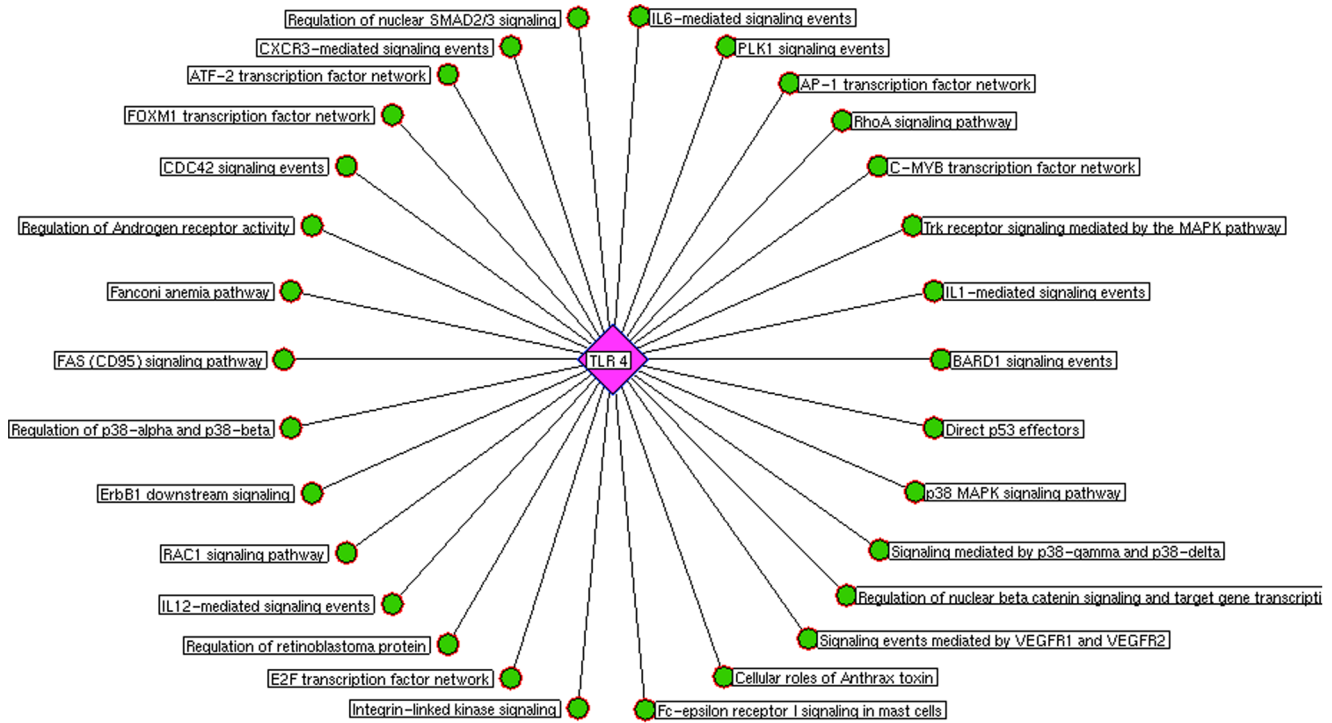 Regulation of nuclear SMAD2/3 signaling
IL6-mediated signaling events
CXCR3-mediated signaling events
PLK1 signaling events
ATF-2 transcription factor network
AP-1 transcription factor network
FOXM1 transcription factor network
RhoA signaling pathway
CDC42 signaling events
C-MYB transcription factor network
Regulation of Androgen receptor activity
Trk receptor signaling mediated by the MAPK pathway
Fanconi anemia pathway
IL1-mediated signaling events
FAS (CD95) signaling pathway
TLR 4
BARD1 signaling events
Regulation of p38-alpha and p38-beta
Direct p53 effectors
ErbB1 downstream signaling
p38 MAPK signaling pathway
RAC1 signaling pathway
Signaling mediated by p38-gamma and p38-delta
IL12-mediated signaling events
Regulation of nuclear beta catenin signaling and target gene transcripti
Regulation of retinoblastoma protein
Signaling events mediated by VEGFR1 and VEGFR2
E2F transcription factor network
Cellular roles of Anthrax toxin
Integrin-linked kinase signaling
Fc-epsilon receptor I signaling in mast cells